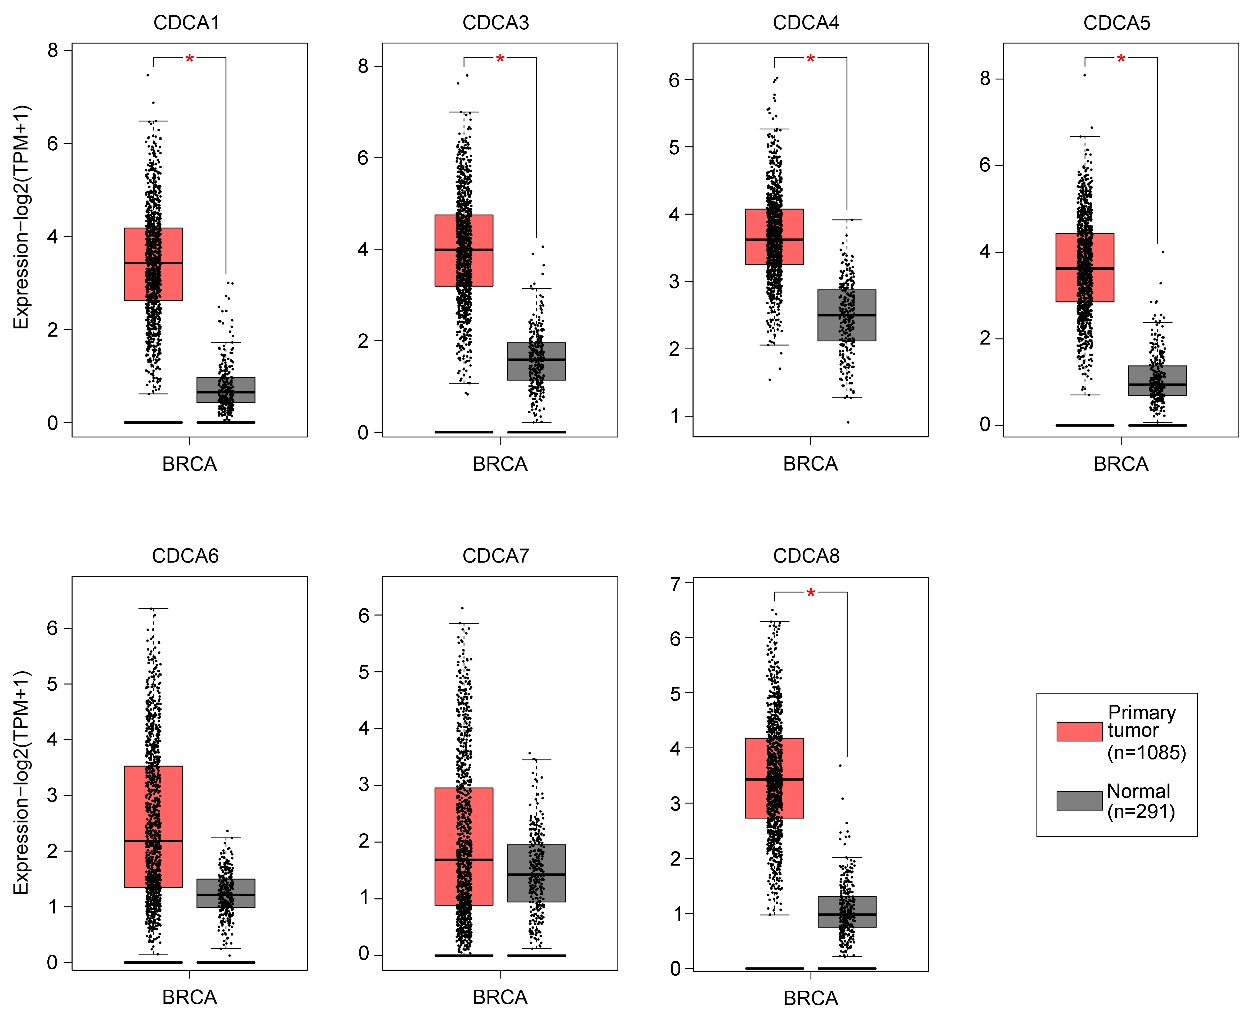 CDCA1
CDCA3
CDCA4
CDCA5
Expression−log2(TPM+1)
8
6
4
2
0
*
BRCA
8
6
4
2
0
*
BRCA
6
5
4
3
2
1
*
BRCA
8
6
4
2
0
*
BRCA
CDCA6
CDCA7
CDCA8
Expression−log2(TPM+1)
6
5
4
3
2
1
0
BRCA
6
5
4
3
2
1
0
BRCA
7
6
5
4
3
2
1
0
*
BRCA
Primary
tumor
(n=1085)
Normal
(n=291)